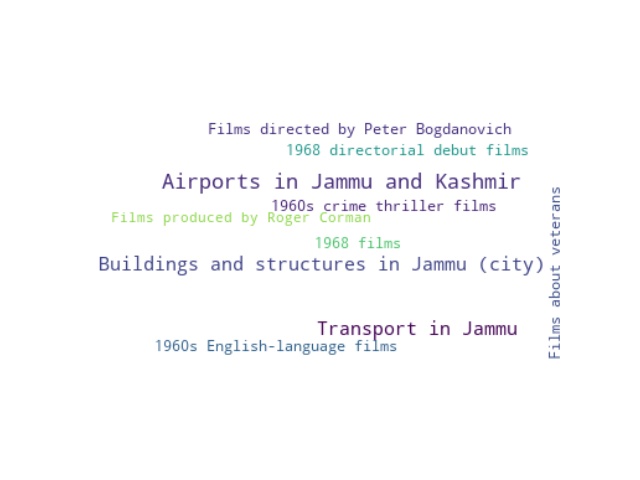 Films directed by Peter Bogdanovich
1968 directorial debut films
Airports in Jammu and Kashmir
1960s crime thriller films
Films produced by Roger Corman
1968 films
Buildings and structures in Jammu (city)
Films about veterans
Transport in Jammu
1960s English-language films